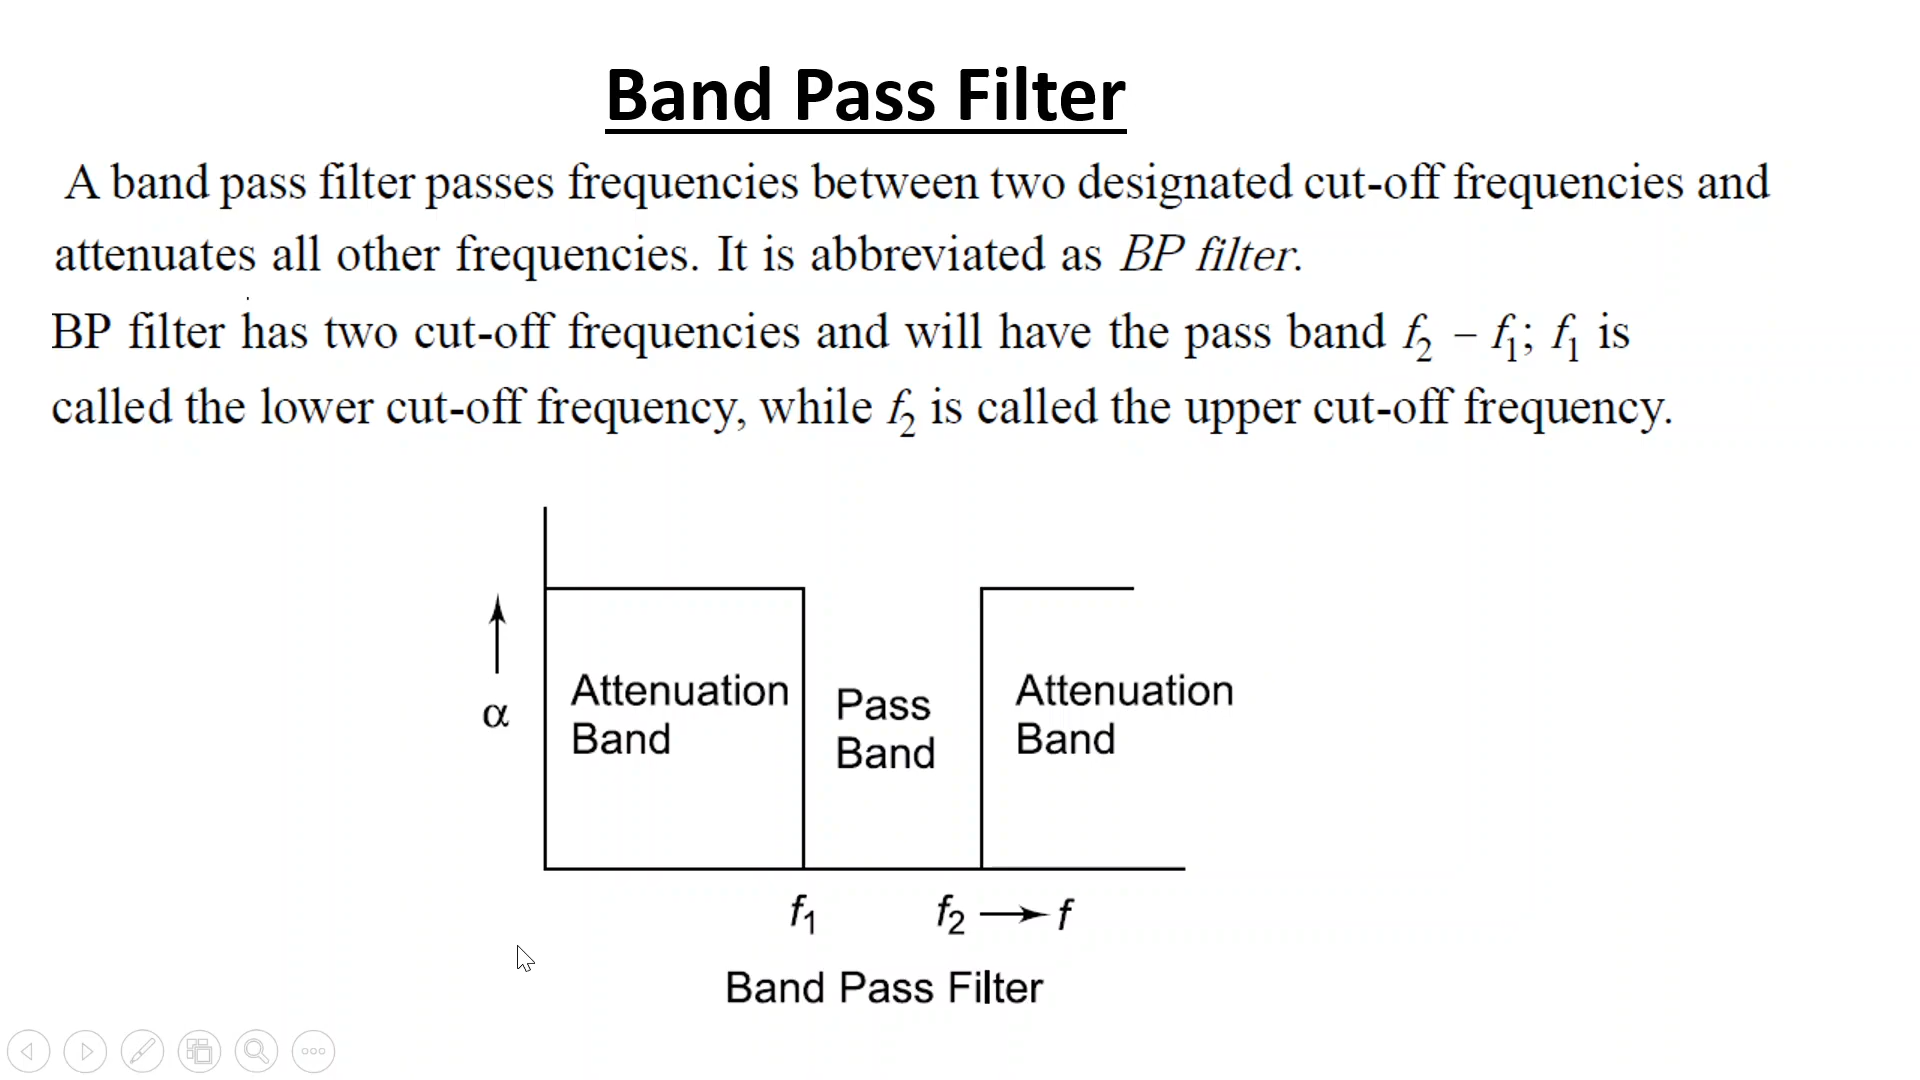 Band Pass Filter
A band pass filter passes frequencies between two designated cut-off frequencies and
attenuates all other frequencies. It is abbreviated as BP filter.
BP filter has two cut-off frequencies and will have the pass band f₂ – f₁; f₁ is
called the lower cut-off frequency, while f₂ is called the upper cut-off frequency.
α
Attenuation
Band
Pass
Band
Attenuation
Band
f₁ f₂ → f
Band Pass Filter